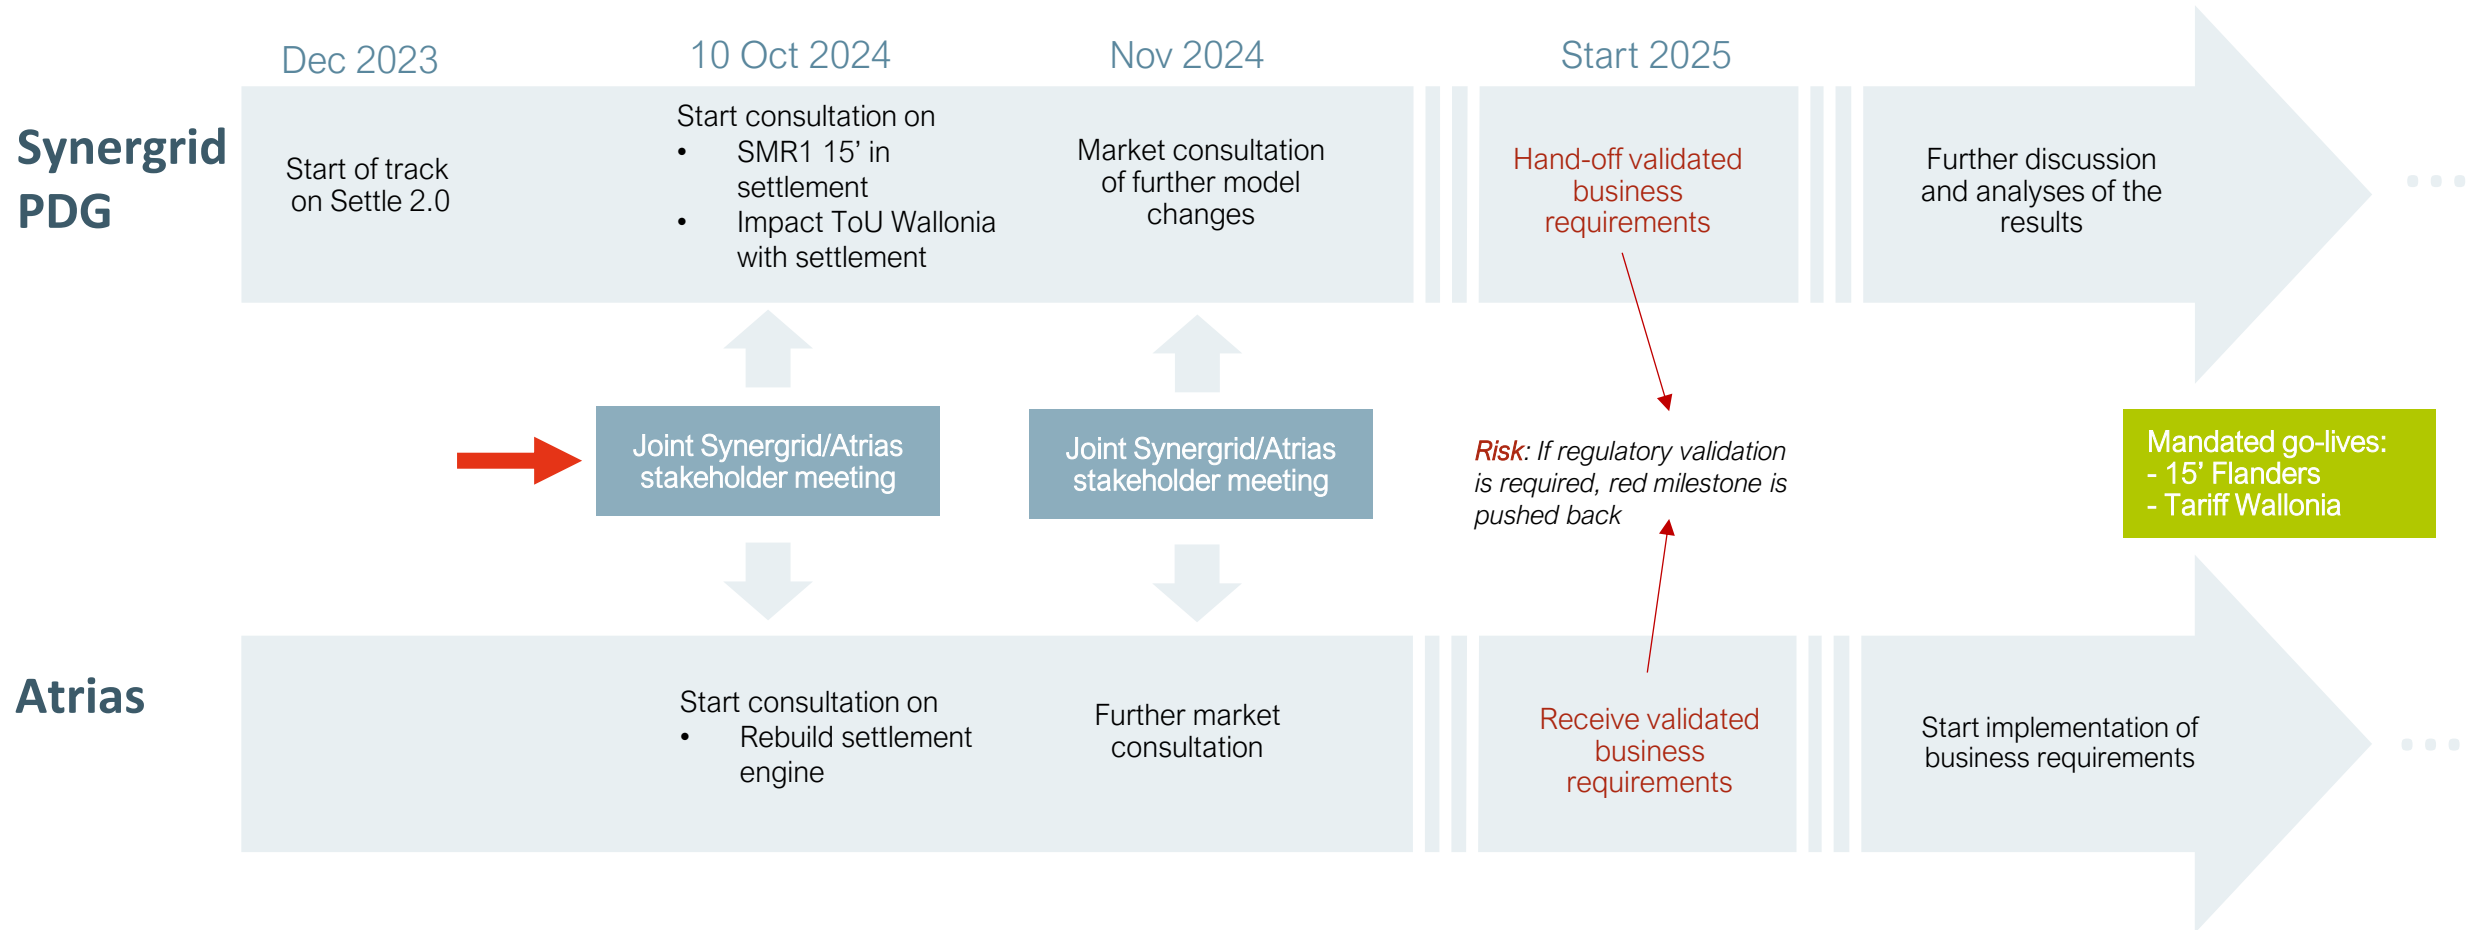 Dec 2023
10 Oct 2024
Nov 2024
Start 2025
Synergrid
PDG
Start of track
on Settle 2.0
Start consultation on
• SMR1 15’ in
settlement
• Impact ToU Wallonia
with settlement
Market consultation
of further model
changes
Hand-off validated
business
requirements
Further discussion
and analyses of the
results
...
Joint Synergrid/Atrias
stakeholder meeting
Joint Synergrid/Atrias
stakeholder meeting
Risk: If regulatory validation
is required, red milestone is
pushed back
Mandated go-lives:
- 15’ Flanders
- Tariff Wallonia
Atrias
Start consultation on
• Rebuild settlement
engine
Further market
consultation
Receive validated
business
requirements
Start implementation of
business requirements
...